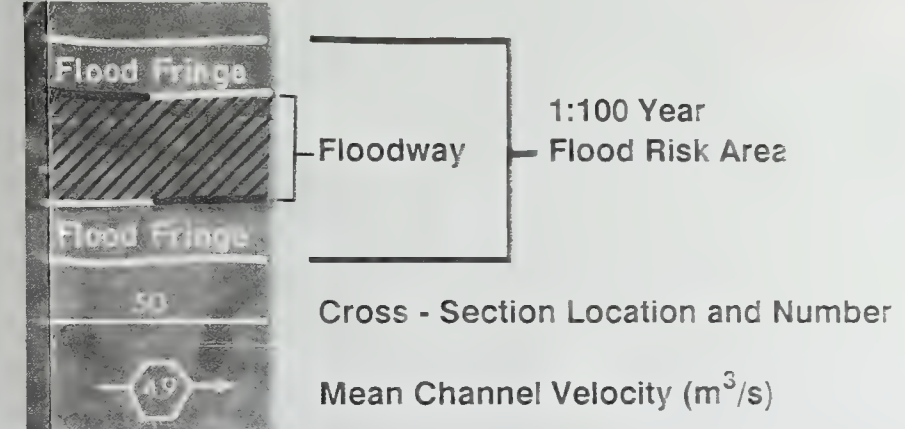 Flood Fringe
Floodway
1:100 Year
Flood Risk Area
Flood Fringe
50
Cross - Section Location and Number
Mean Channel Velocity (m³/s)